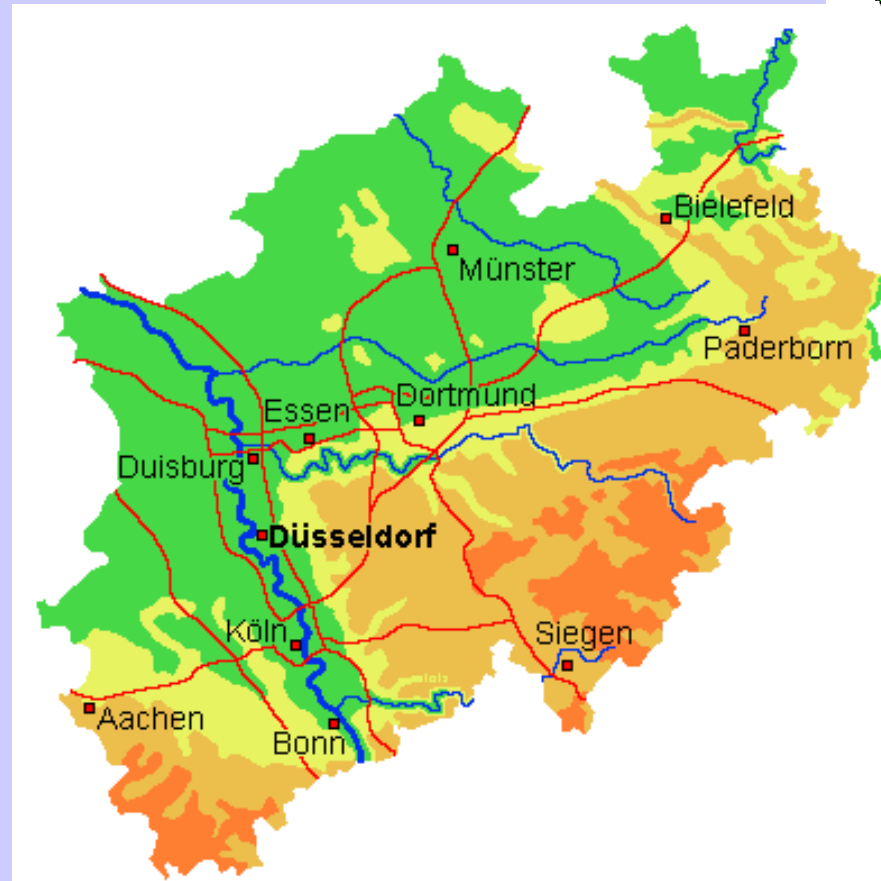 Bielefeld
Münster
Paderborn
Dortmund
Essen
Duisburg
Düsseldorf
Köln
Siegen
Aachen
Bonn